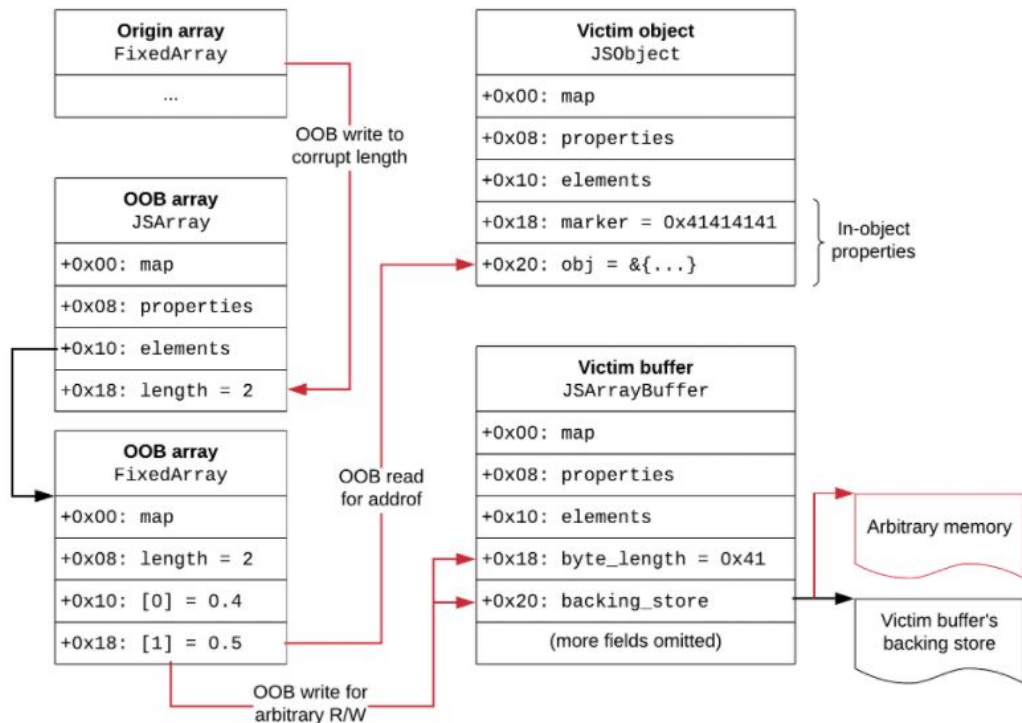 Origin array
FixedArray
...
OOB write to
corrupt length
OOB array
JSArray
+0x00: map
+0x08: properties
+0x10: elements
+0x18: length = 2
OOB array
FixedArray
+0x00: map
+0x08: length = 2
+0x10: [0] = 0.4
+0x18: [1] = 0.5
OOB read
for addrof
OOB write for
arbitrary R/W
Victim object
JSObject
+0x00: map
+0x08: properties
+0x10: elements
+0x18: marker = 0x41414141
+0x20: obj = &{...}
In-object
properties
Victim buffer
JSArrayBuffer
+0x00: map
+0x08: properties
+0x10: elements
+0x18: byte_length = 0x41
+0x20: backing_store
(more fields omitted)
Arbitrary memory
Victim buffer's
backing store